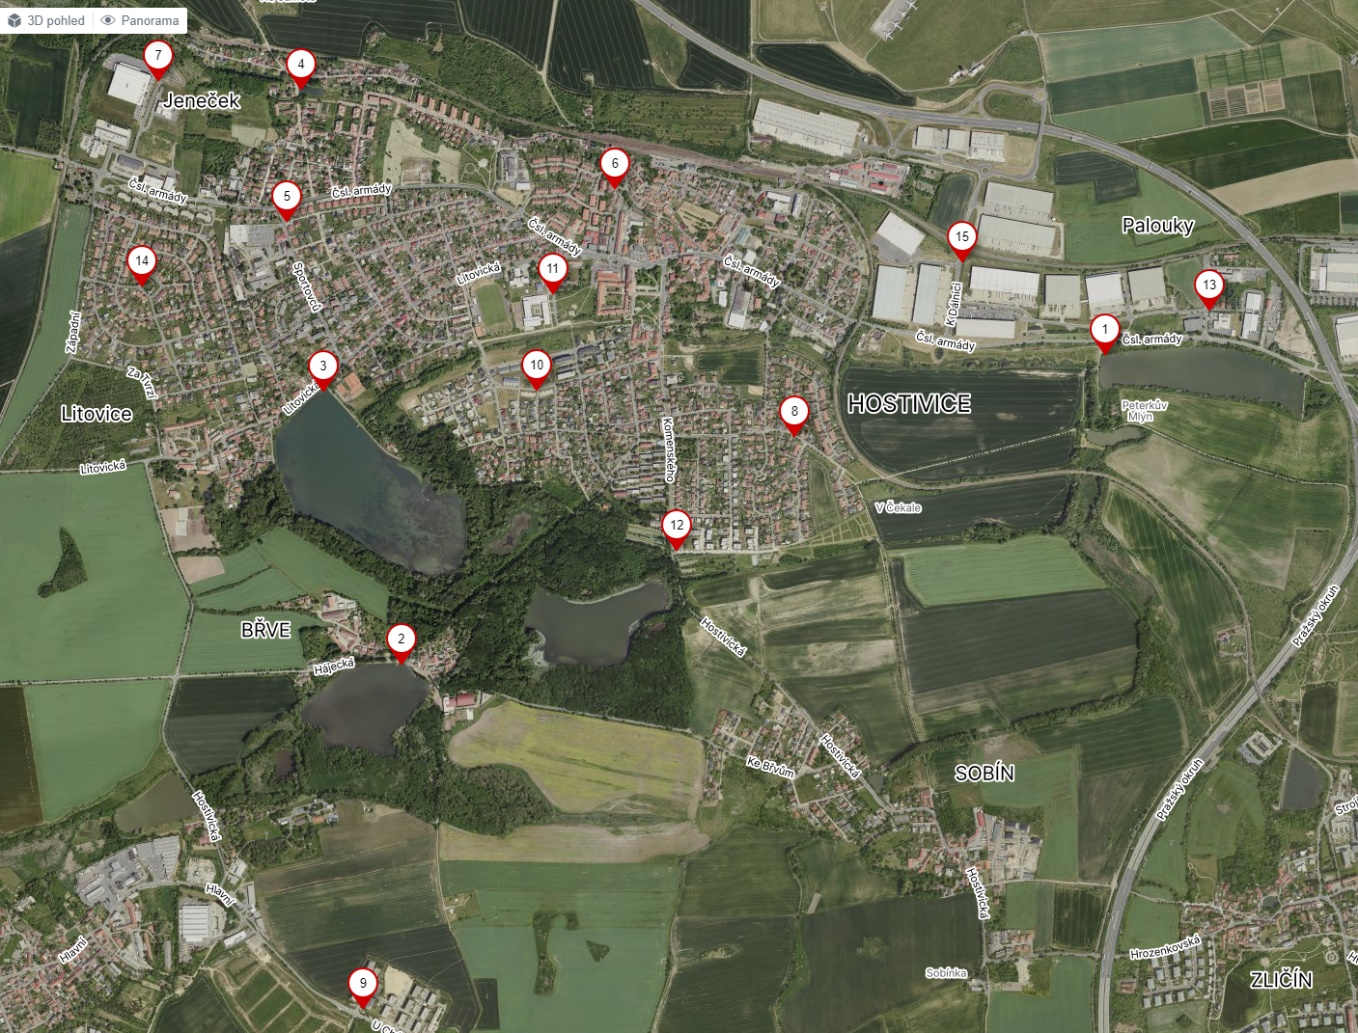 3D pohled
Panorama
7
4
Jeneček
6
Čsl. armády
Čsl. armády
5
Čsl. armády
Palouky
15
14
Sportovců
Litovická
11
Čsl. armády
13
K Dálnici
1
Čsl. armády
Čsl. armády
Západní
3
10
Za Tvrzí
Litovická
Litovice
8
HOSTIVICE
Peterkův
Mlýn
Komenského
Litovická
V Čekale
12
BŘVE
2
Hostivická
Pražský okruh
Hájecká
Hostivická
Ke Břvům
SOBÍN
Pražský okruh
Hostivická
Hlavní
Hostivická
Hlavní
Hrozenkovská
Sobínka
ZLIČÍN
9